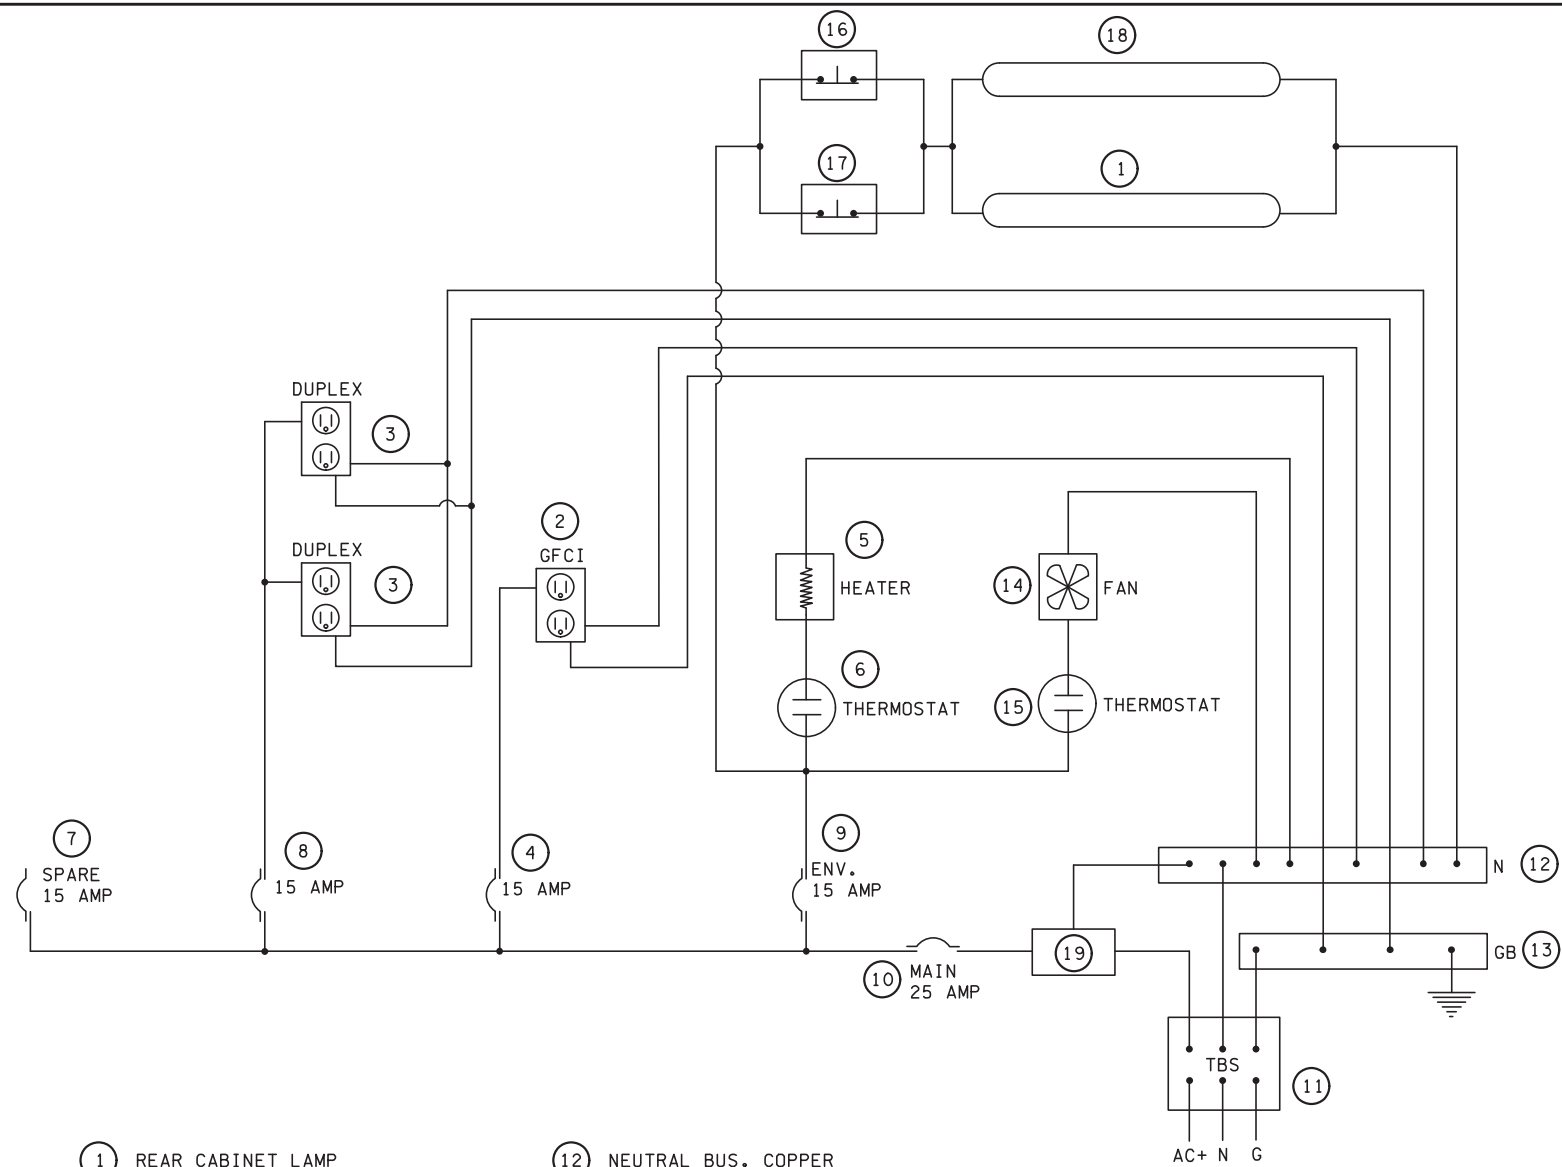 16
18
17
1
DUPLEX
3
2
GFCI
DUPLEX
3
5
HEATER
14
FAN
6
THERMOSTAT
15
THERMOSTAT
7
SPARE
15 AMP
8
15 AMP
4
15 AMP
9
ENV.
15 AMP
N
12
10
MAIN
25 AMP
19
GB
13
TBS
11
AC+ N G
1 REAR CABINET LAMP
12 NEUTRAL BUS. COPPER